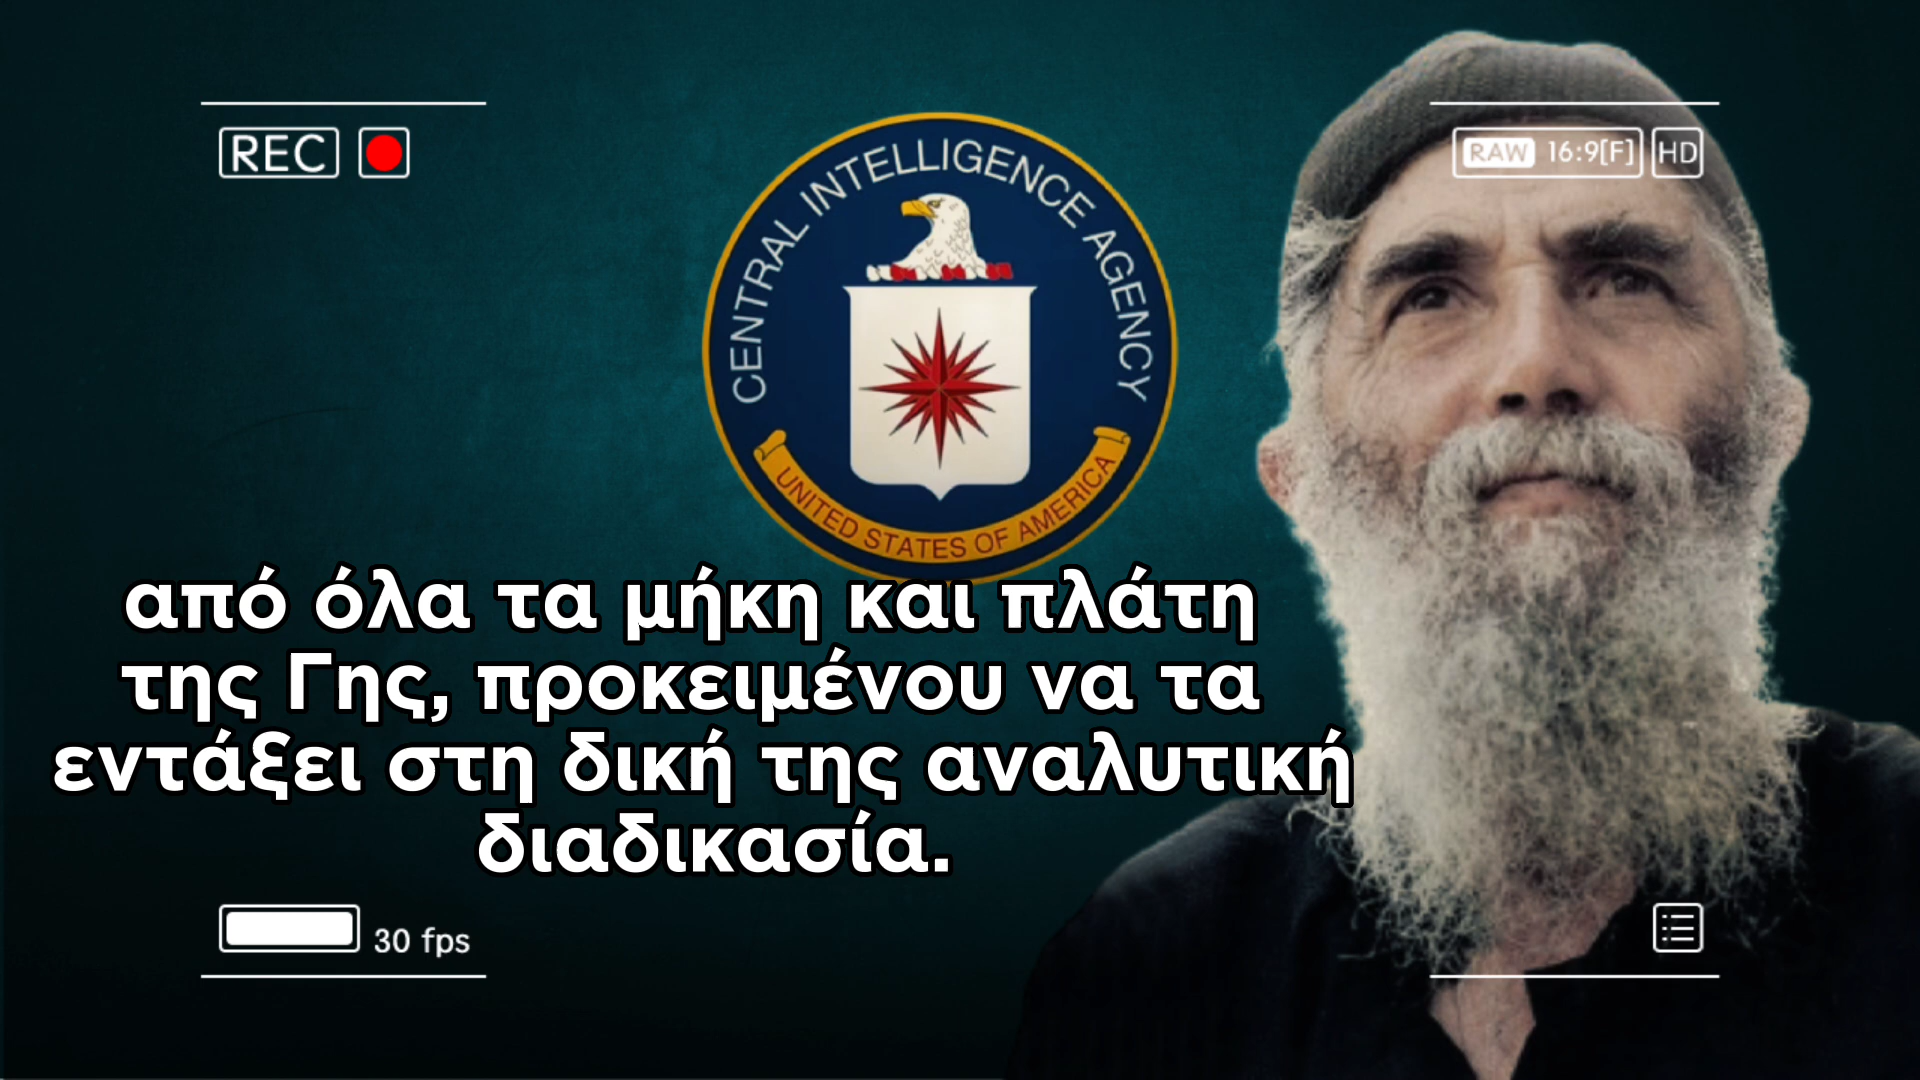 REC
RAW 16:9[F] HD
CENTRAL INTELLIGENCE AGENCY
UNITED STATES OF AMERICA
από όλα τα μήκη και πλάτη
της Γης, προκειμένου να τα
εντάξει στη δική της αναλυτική
διαδικασία.
30 fps